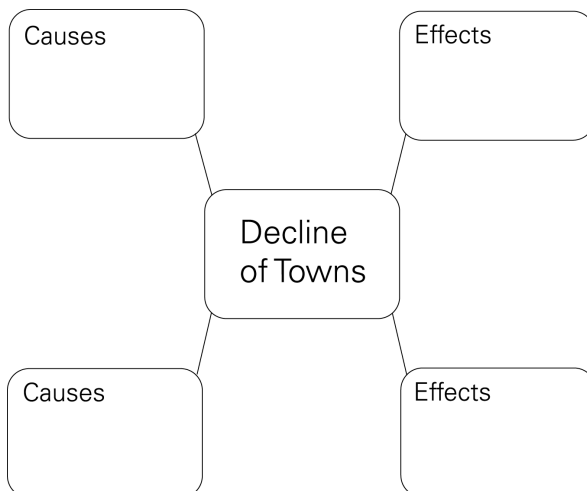 Causes
Effects
Decline
of Towns
Causes
Effects